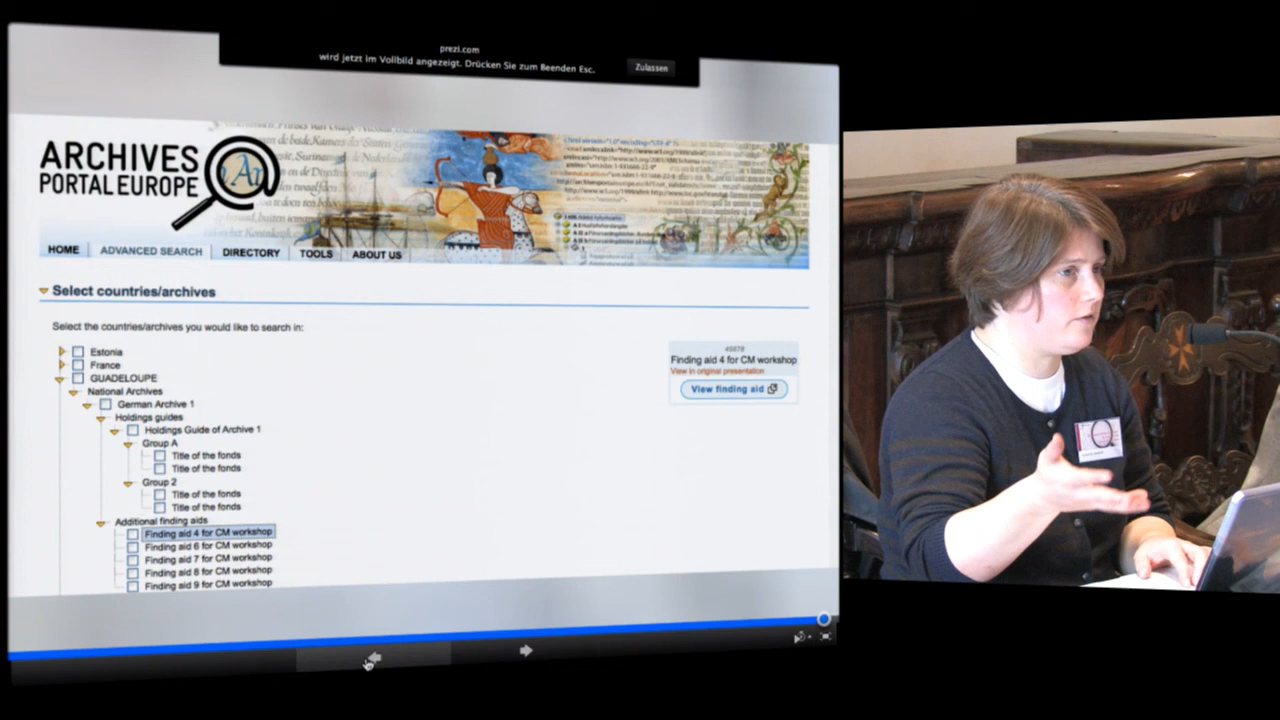 prezi.com
wird jetzt im Vollbild angezeigt. Drücken Sie zum Beenden Esc.
Zulassen
ARCHIVES
PORTAL EUROPE
HOME
ADVANCED SEARCH
DIRECTORY
TOOLS
ABOUT US
Select countries/archives
Select the countries/archives you would like to search in:
Estonia
France
GUADELOUPE
National Archives
German Archive 1
Holdings guides
Holdings Guide of Archive 1
Group A
Title of the fonds
Title of the fonds
Group 2
Title of the fonds
Title of the fonds
Additional finding aids
Finding aid 4 for CM workshop
Finding aid 6 for CM workshop
Finding aid 7 for CM workshop
Finding aid 8 for CM workshop
Finding aid 9 for CM workshop
Finding aid 4 for CM workshop
View in original presentation
View finding aid